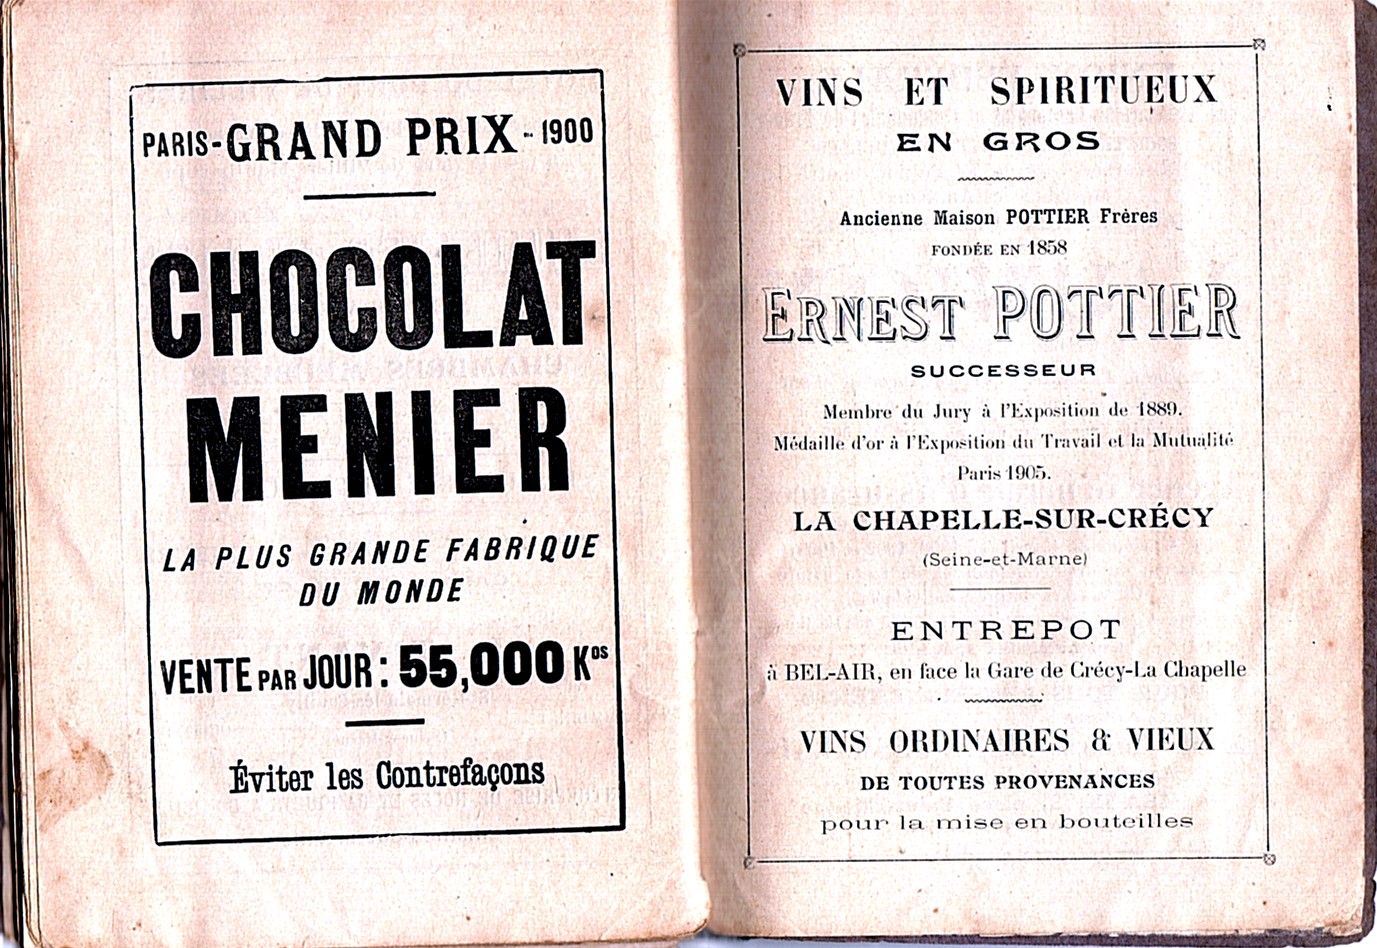 PARIS-GRAND PRIX-1900
CHOCOLAT
MENIER
LA PLUS GRANDE FABRIQUE
DU MONDE
VENTE PAR JOUR : 55,000 Kos
Éviter les Contrefaçons
VINS ET SPIRITUEUX
EN GROS
Ancienne Maison POTTIER Frères
FONDÉE EN 1858
ERNEST POTTIER
SUCCESSEUR
Membre du Jury à l'Exposition de 1889.
Médaille d'or à l'Exposition du Travail et la Mutualité
Paris 1905.
LA CHAPELLE-SUR-CRÉCY
(Seine-et-Marne)
ENTREPOT
à BEL-AIR, en face la Gare de Crécy-La Chapelle
VINS ORDINAIRES & VIEUX
DE TOUTES PROVENANCES
pour la mise en bouteilles